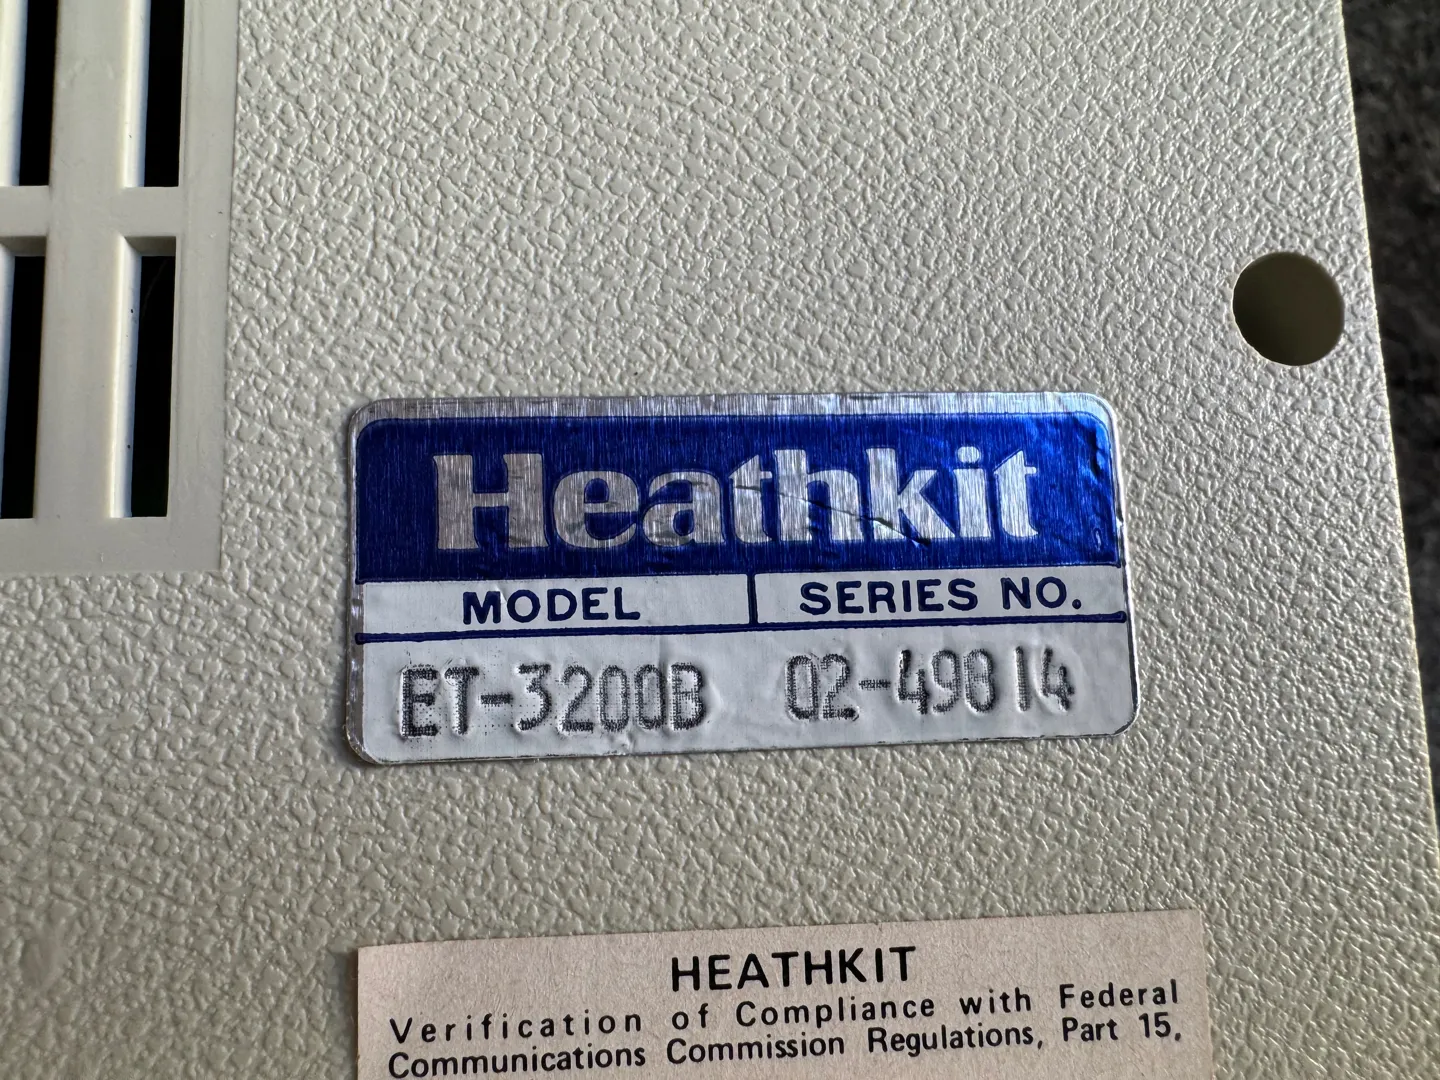 Heathkit
MODEL SERIES NO.
ET-3200B 02-49814
HEATHKIT
Verification of Compliance with Federal
Communications Commission Regulations, Part 15,